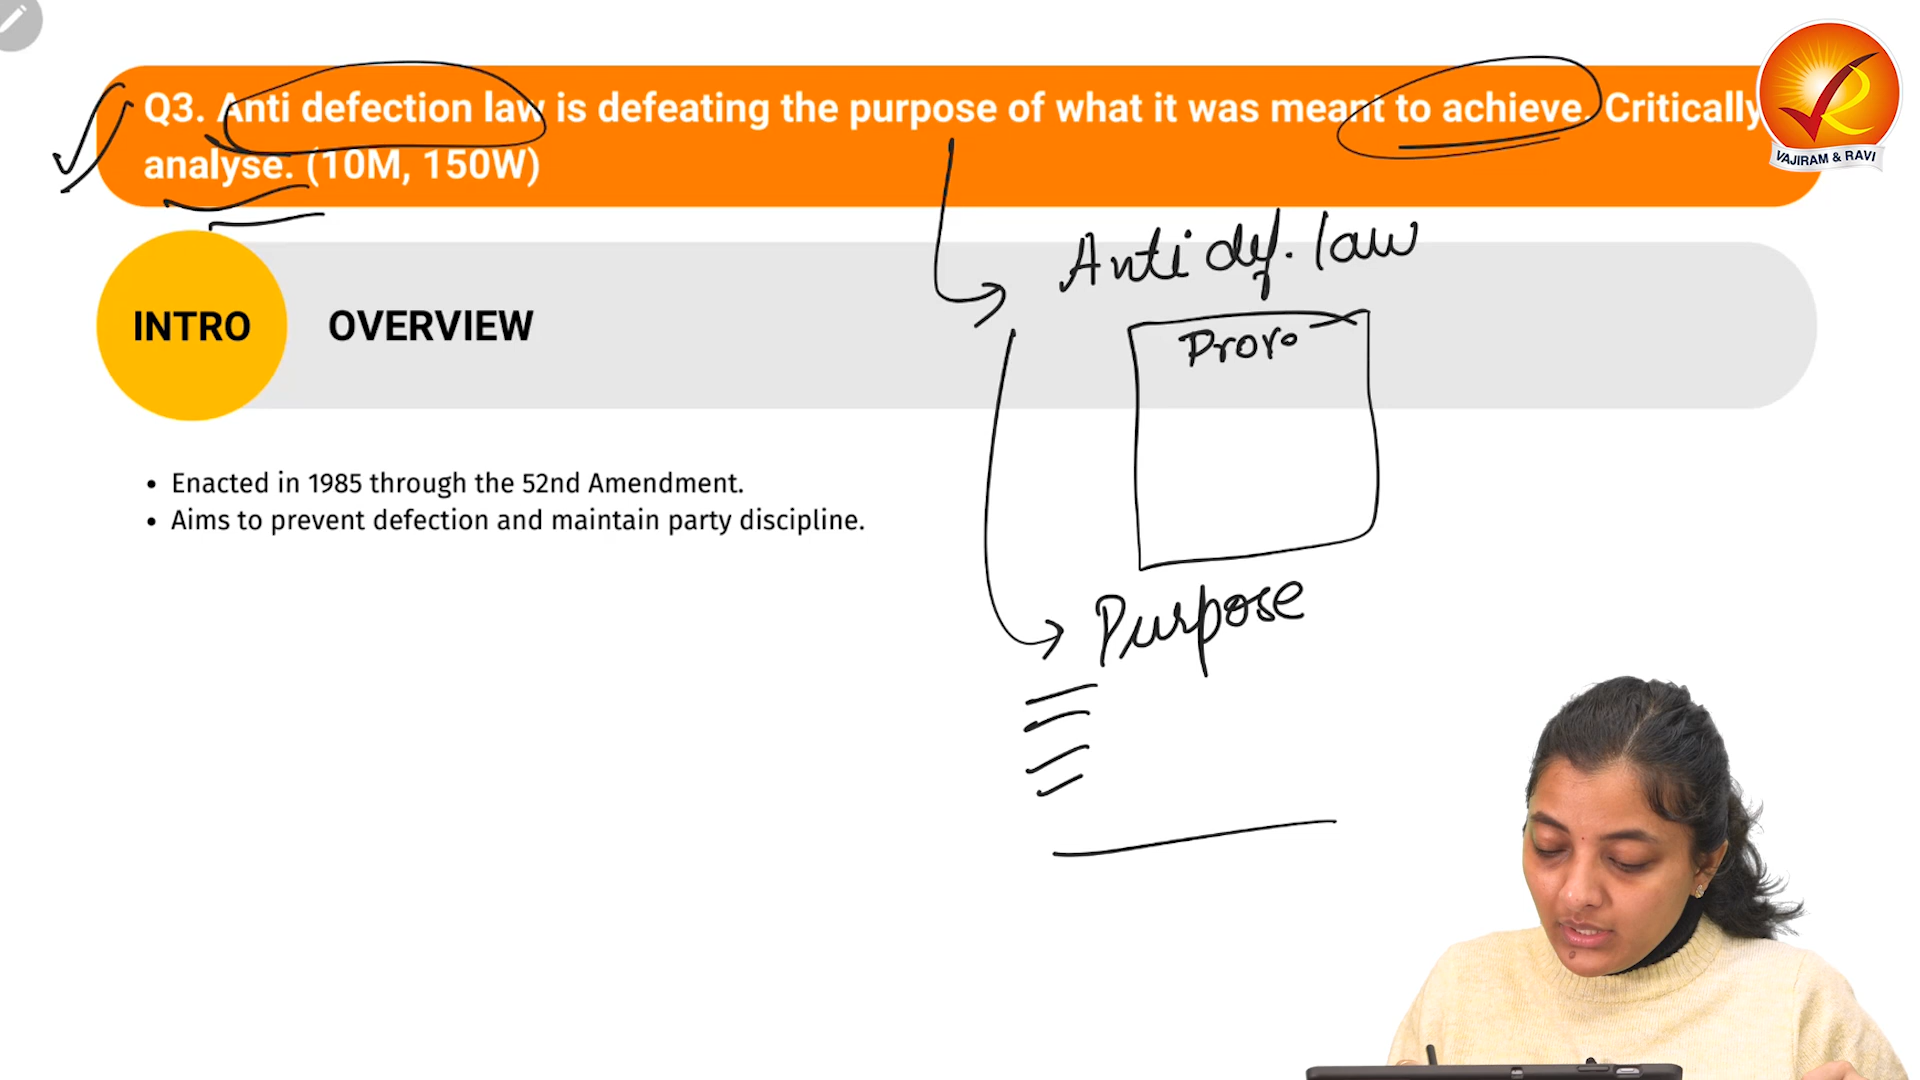 Q3. Anti defection law is defeating the purpose of what it was meant to achieve. Critically
analyse. (10M, 150W)
VAJIRAM & RAVI
Anti def. law
INTRO
OVERVIEW
Enacted in 1985 through the 52nd Amendment.
Aims to prevent defection and maintain party discipline.
Purpose